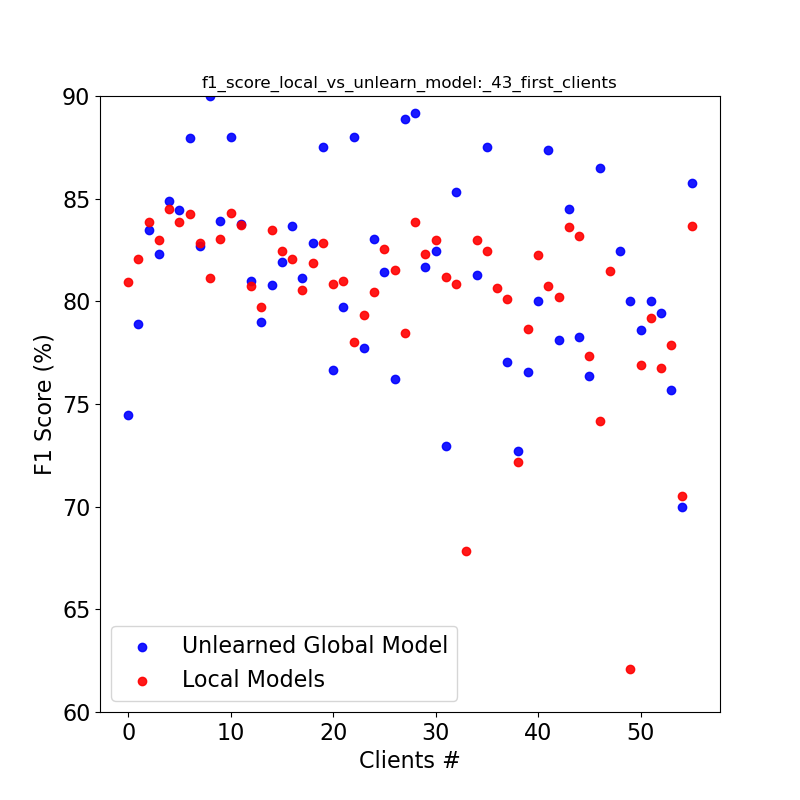 f1_score_local_vs_unlearn_model:_43_first_clients
90
85
80
75
70
65
60
F1 Score (%)
Unlearned Global Model
Local Models
0 10 20 30 40 50
Clients #